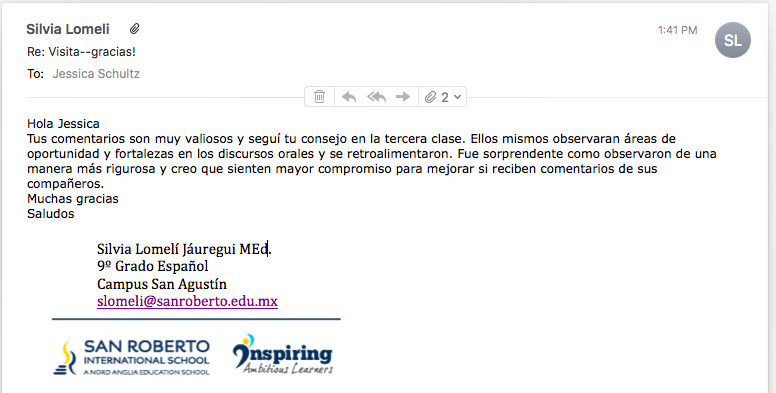 Silvia Lomeli
1:41 PM
SL
Re: Visita--gracias!
To: Jessica Schultz
2
Hola Jessica
Tus comentarios son muy valiosos y seguí tu consejo en la tercera clase. Ellos mismos observaran áreas de
oportunidad y fortalezas en los discursos orales y se retroalimentaron. Fue sorprendente como observaron de una
manera más rigurosa y creo que sienten mayor compromiso para mejorar si reciben comentarios de sus
compañeros.
Muchas gracias
Saludos
Silvia Lomelí Jáuregui MEd.
9º Grado Español
Campus San Agustín
slomeli@sanroberto.edu.mx
SAN ROBERTO
INTERNATIONAL SCHOOL
A NORD ANGLIA EDUCATION SCHOOL
Inspiring
Ambitious Learners